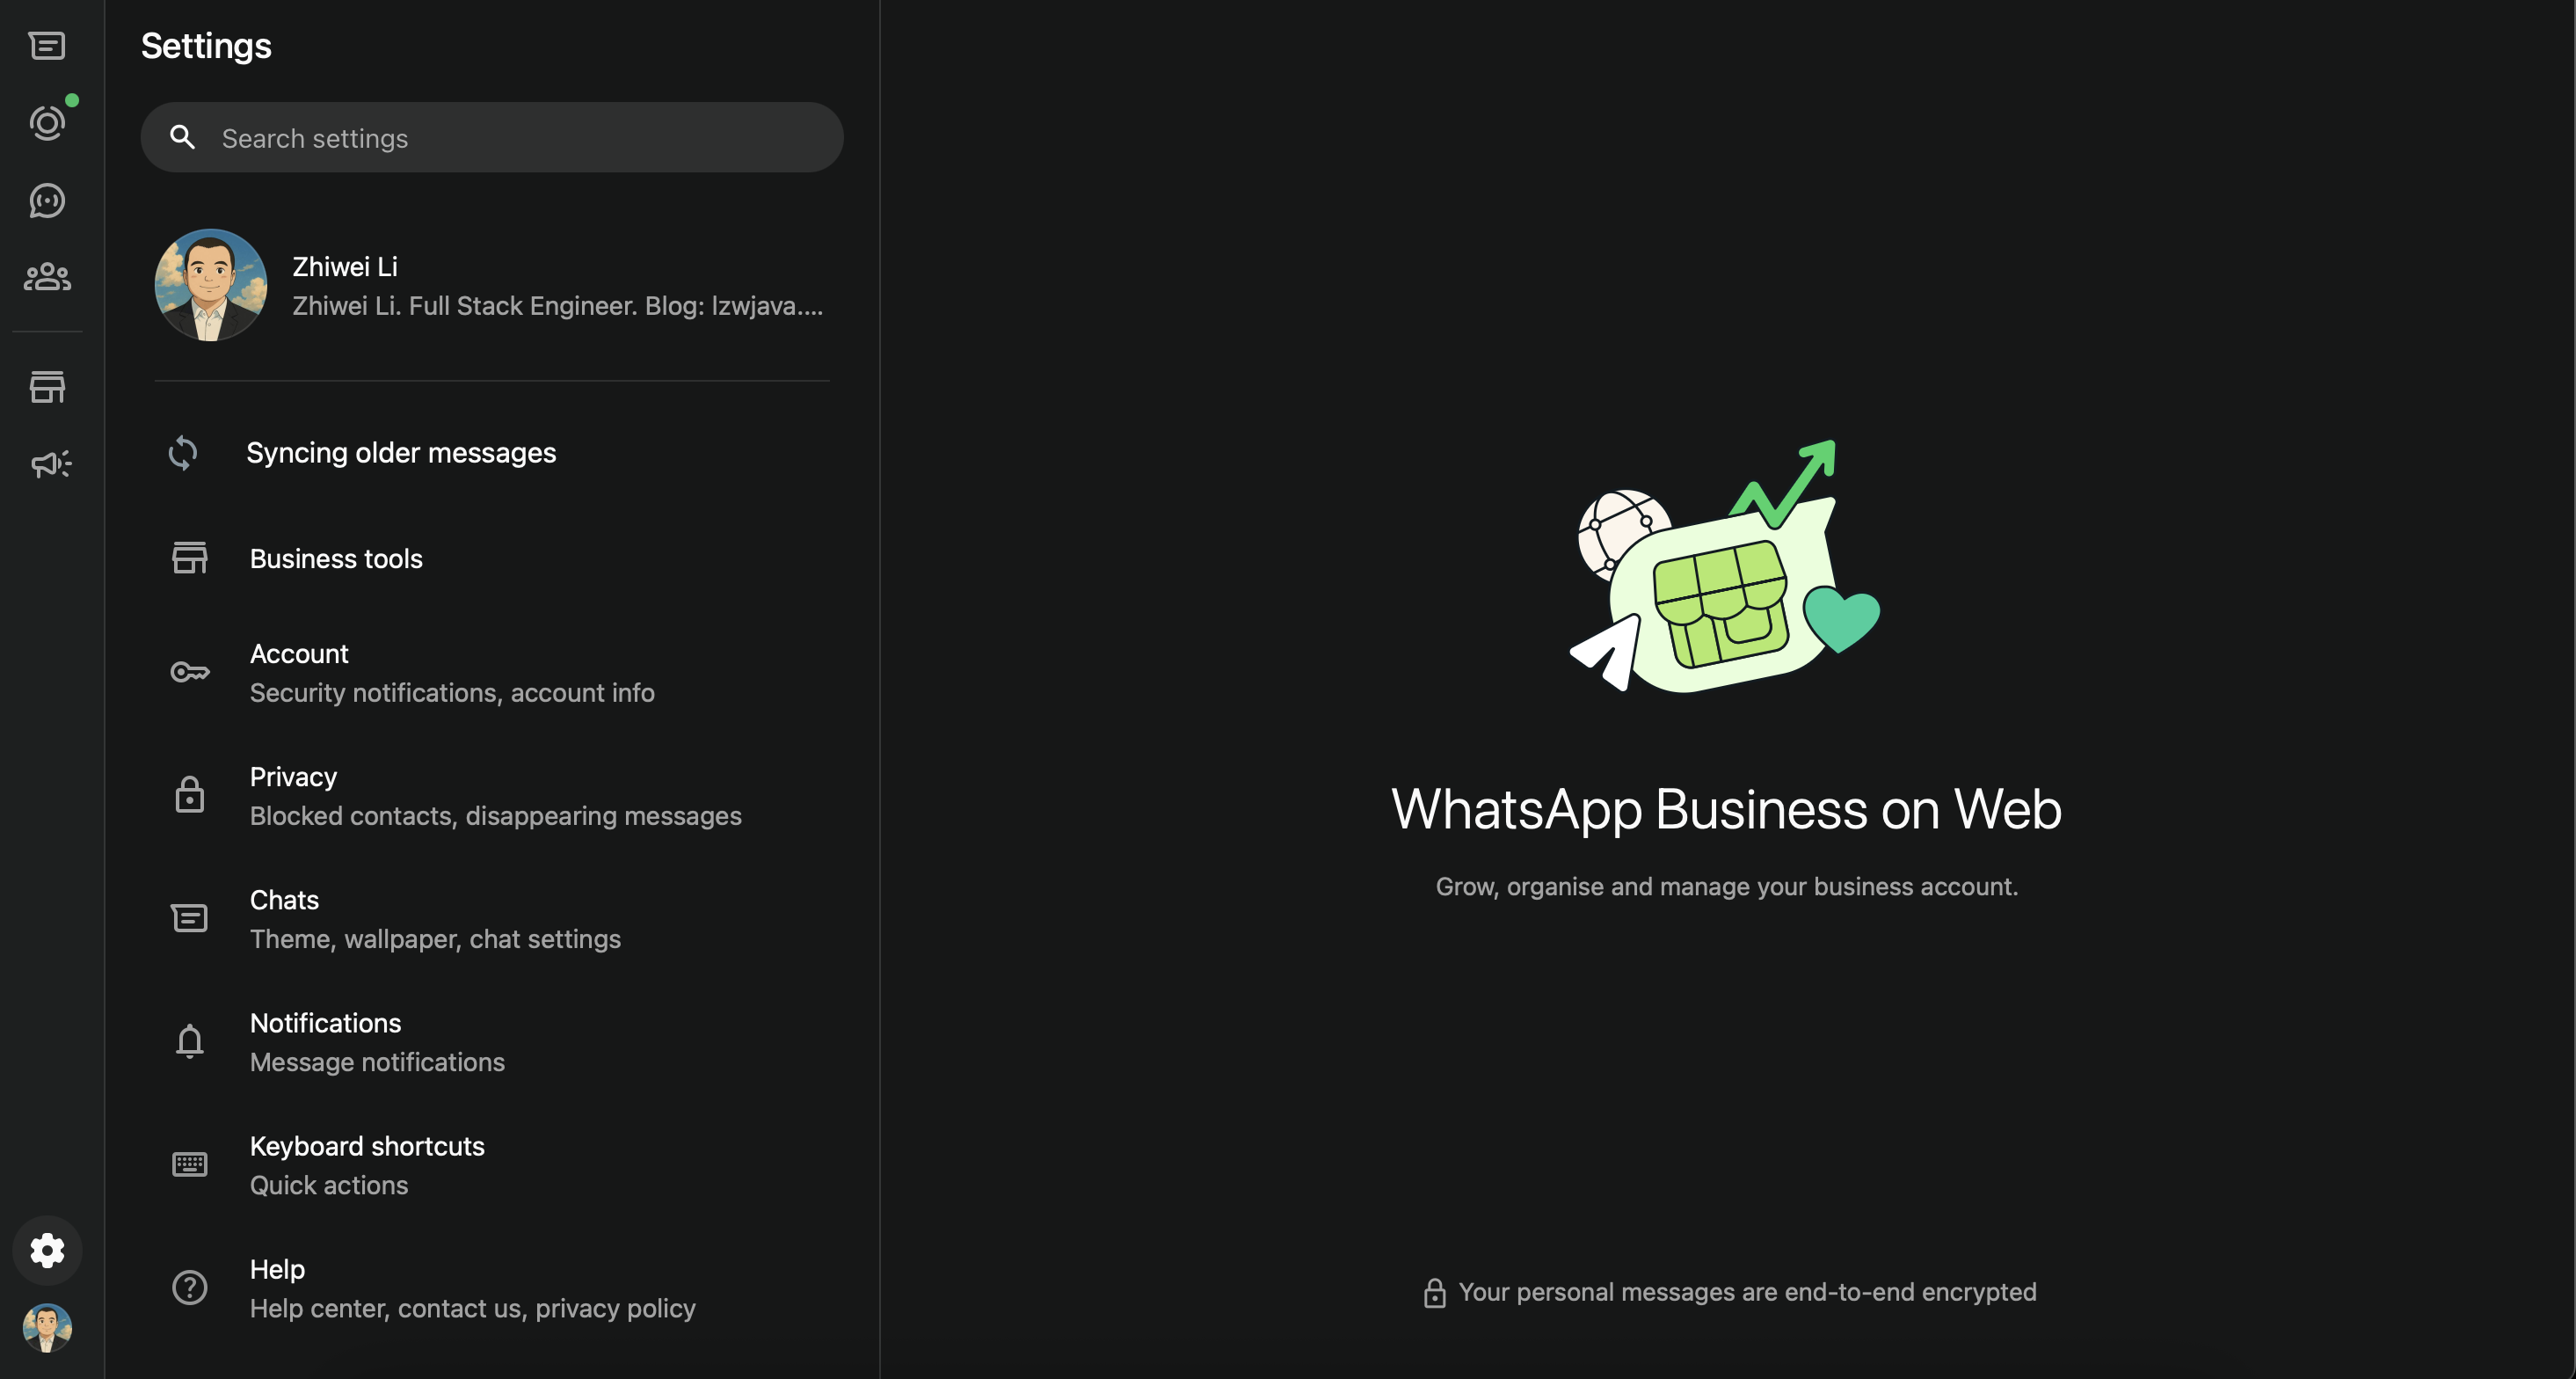 Settings
Search settings
Zhiwei Li
Zhiwei Li. Full Stack Engineer. Blog: lzwjava....
Syncing older messages
Business tools
Account
Security notifications, account info
Privacy
Blocked contacts, disappearing messages
Chats
Theme, wallpaper, chat settings
Notifications
Message notifications
Keyboard shortcuts
Quick actions
Help
Help center, contact us, privacy policy
WhatsApp Business on Web
Grow, organise and manage your business account.
Your personal messages are end-to-end encrypted